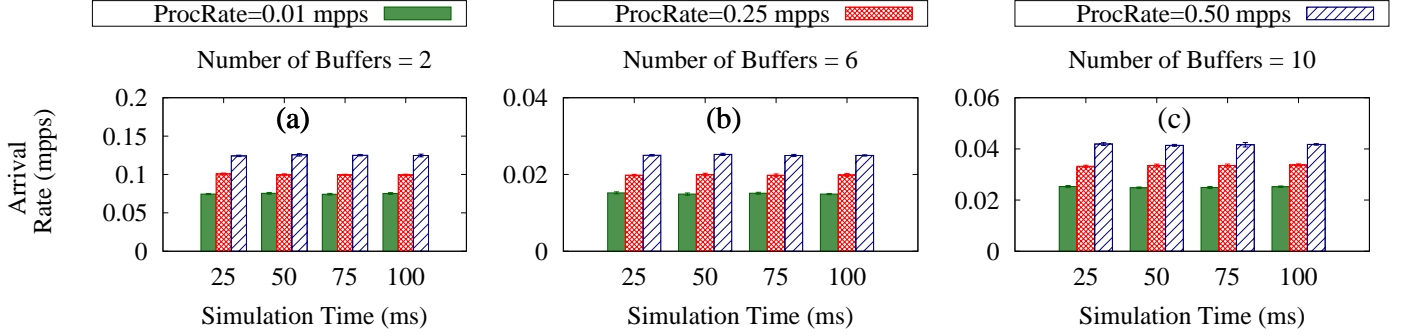 ProcRate=0.01 mpps
ProcRate=0.25 mpps
ProcRate=0.50 mpps
Number of Buffers = 2
Number of Buffers = 6
Number of Buffers = 10
Arrival
Rate (mpps)
0.2
0.15
0.1
0.05
0
(a)
25 50 75 100
Simulation Time (ms)
0.04
0.02
0
(b)
25 50 75 100
Simulation Time (ms)
0.06
0.04
0.02
0
(c)
25 50 75 100
Simulation Time (ms)